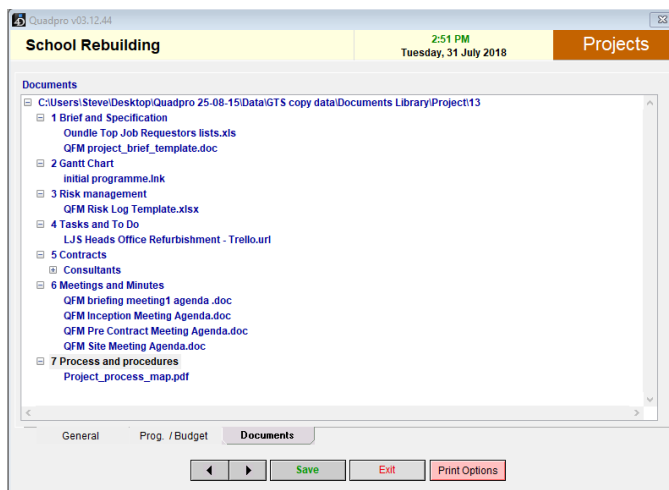 Quadpro v03.12.44
School Rebuilding
2:51 PM
Tuesday, 31 July 2018
Projects
Documents
C:\Users\Steve\Desktop\Quadpro 25-08-15\Data\GTS copy data\Documents Library\Project\13
1 Brief and Specification
Oundle Top Job Requestors lists.xls
QFM project_brief_template.doc
2 Gantt Chart
initial programme.lnk
3 Risk management
QFM Risk Log Template.xlsx
4 Tasks and To Do
LJS Heads Office Refurbishment - Trello.url
5 Contracts
Consultants
6 Meetings and Minutes
QFM briefing meeting1 agenda .doc
QFM Inception Meeting Agenda.doc
QFM Pre Contract Meeting Agenda.doc
QFM Site Meeting Agenda.doc
7 Process and procedures
Project_process_map.pdf
General Prog. / Budget Documents
Save Exit Print Options